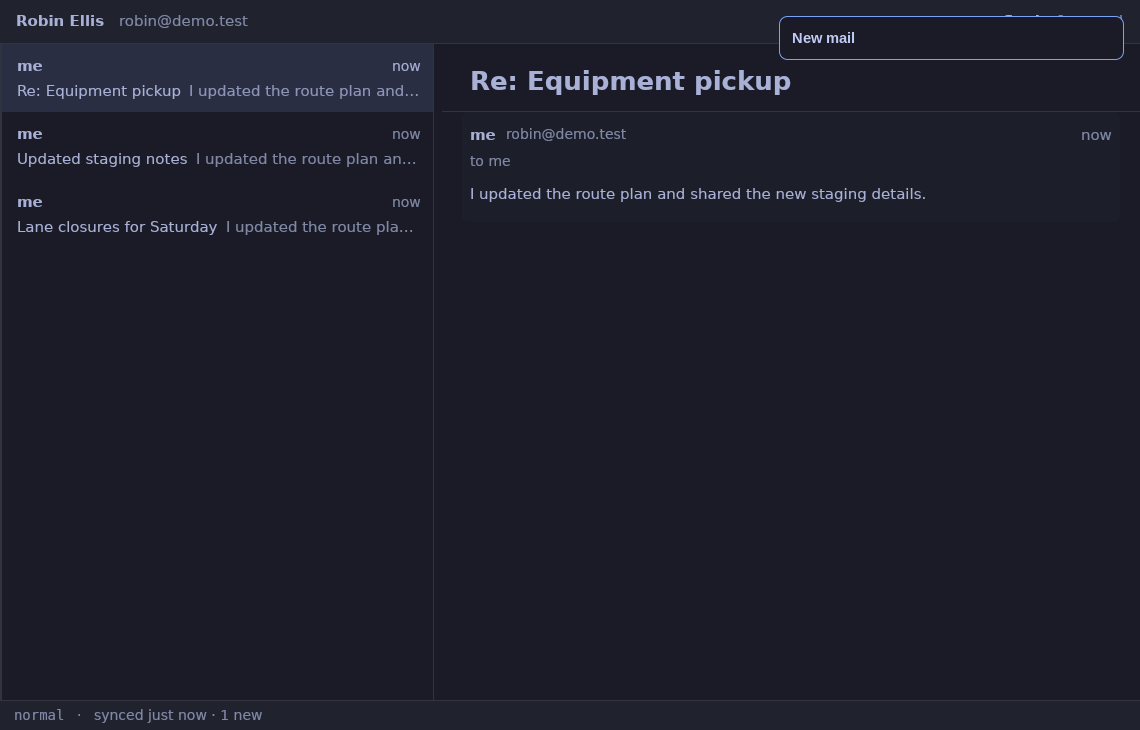 Robin Ellis robin@demo.test
New mail
me now
Re: Equipment pickup I updated the route plan and…
me now
Updated staging notes I updated the route plan an…
me now
Lane closures for Saturday I updated the route pla…
Re: Equipment pickup
me robin@demo.test now
to me
I updated the route plan and shared the new staging details.
normal · synced just now · 1 new